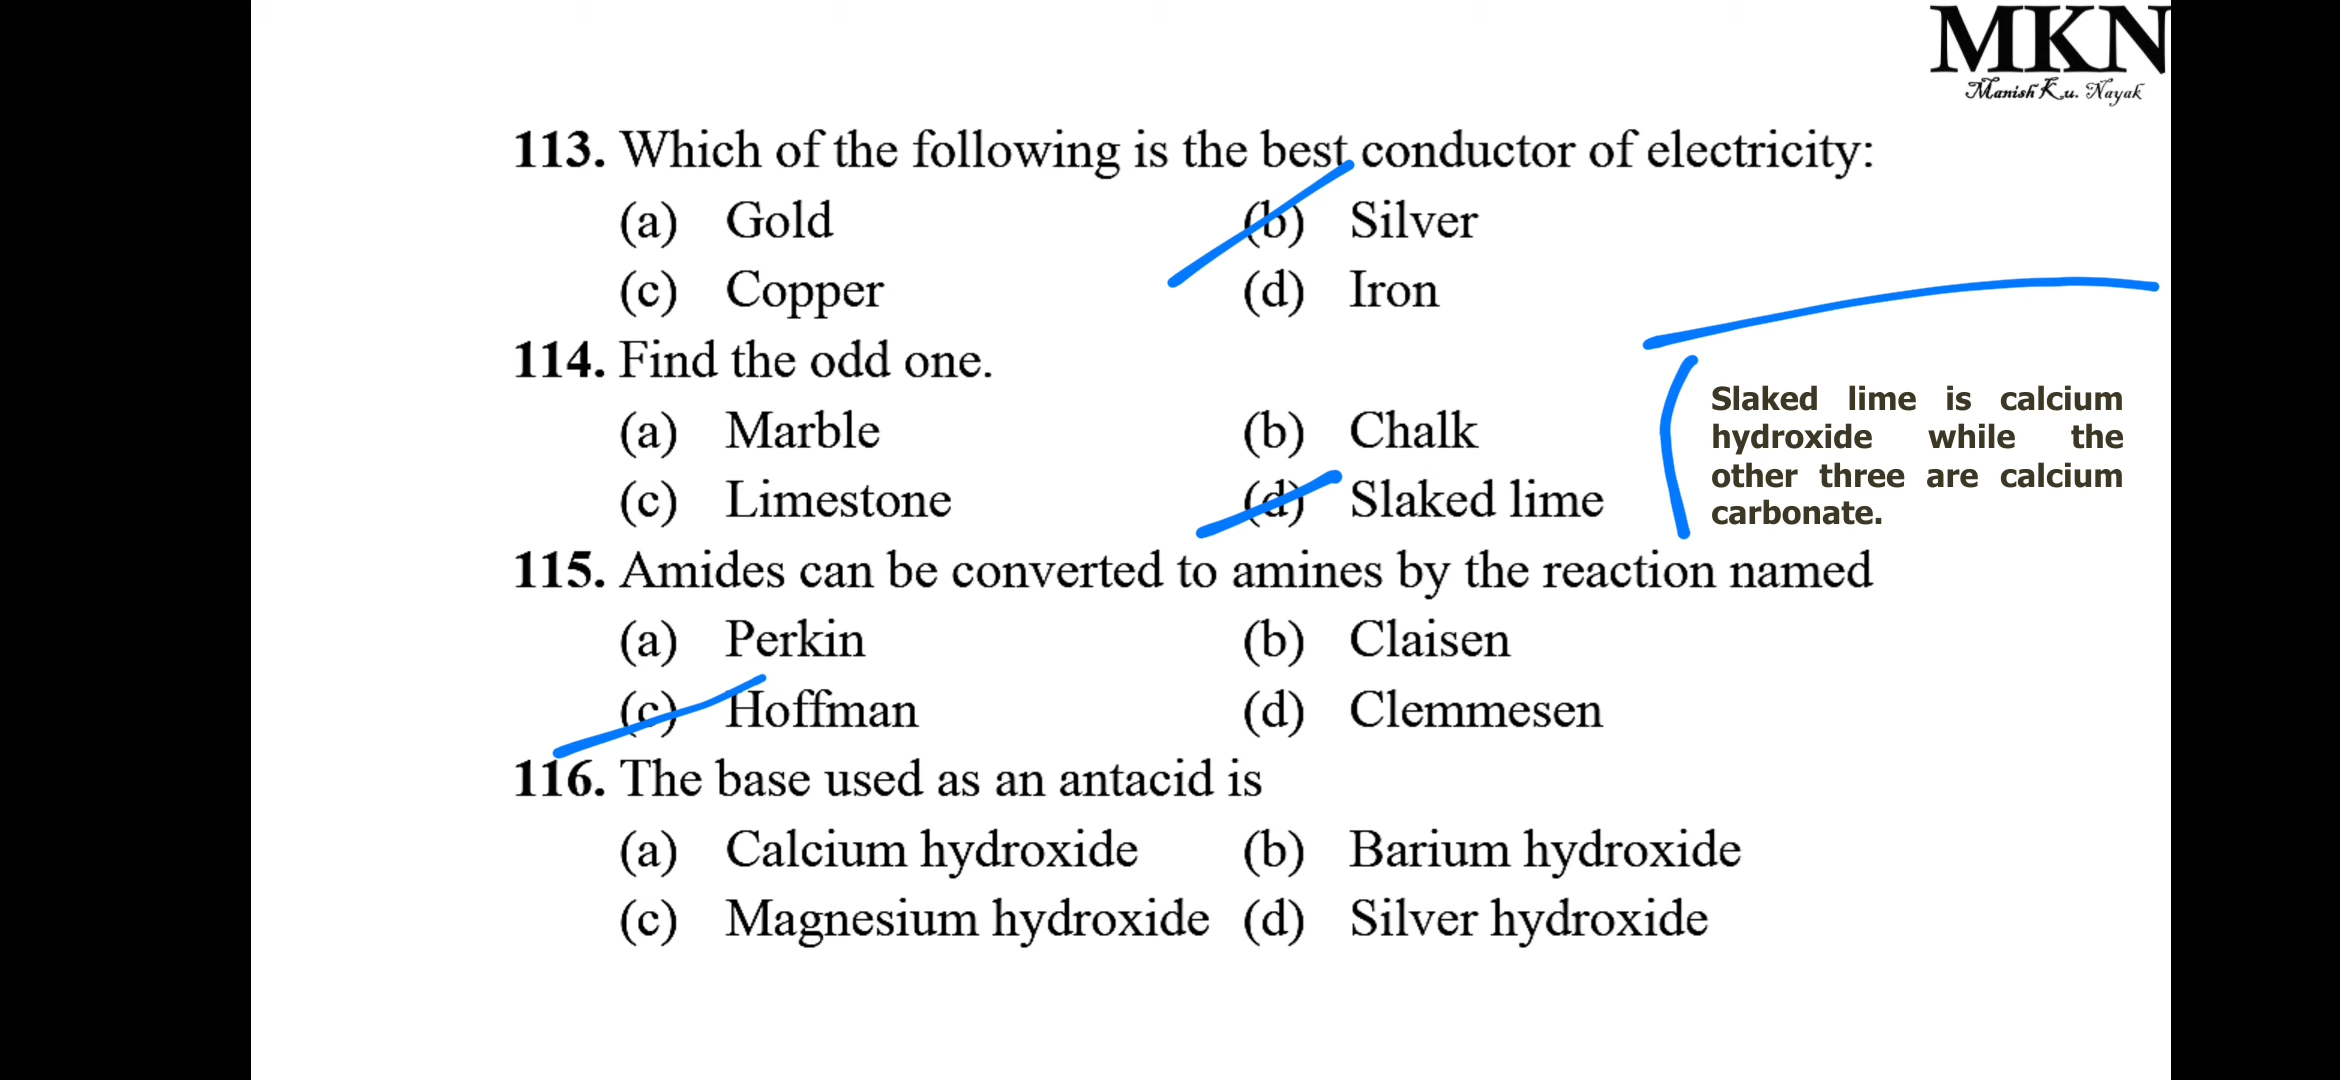 MKN
Manish Ku. Nayak
113. Which of the following is the best conductor of electricity:
(a) Gold (b) Silver
(c) Copper (d) Iron
114. Find the odd one.
(a) Marble (b) Chalk
(c) Limestone (d) Slaked lime
Slaked lime is calcium
hydroxide while the
other three are calcium
carbonate.
115. Amides can be converted to amines by the reaction named
(a) Perkin (b) Claisen
(c) Hoffman (d) Clemmesen
116. The base used as an antacid is
(a) Calcium hydroxide (b) Barium hydroxide
(c) Magnesium hydroxide (d) Silver hydroxide